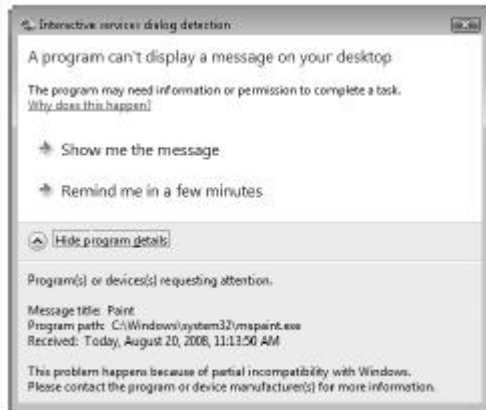 Interactive services dialog detection
A program can't display a message on your desktop
The program may need information or permission to complete a task.
Why does this happen?
Show me the message
Remind me in a few minutes
Hide program details
Program(s) or devices(s) requesting attention.
Message title: Paint
Program path: C:\Windows\system32\mspaint.exe
Received: Today, August 20, 2008, 11:13:50 AM
This problem happens because of partial incompatibility with Windows.
Please contact the program or device manufacturer(s) for more information.